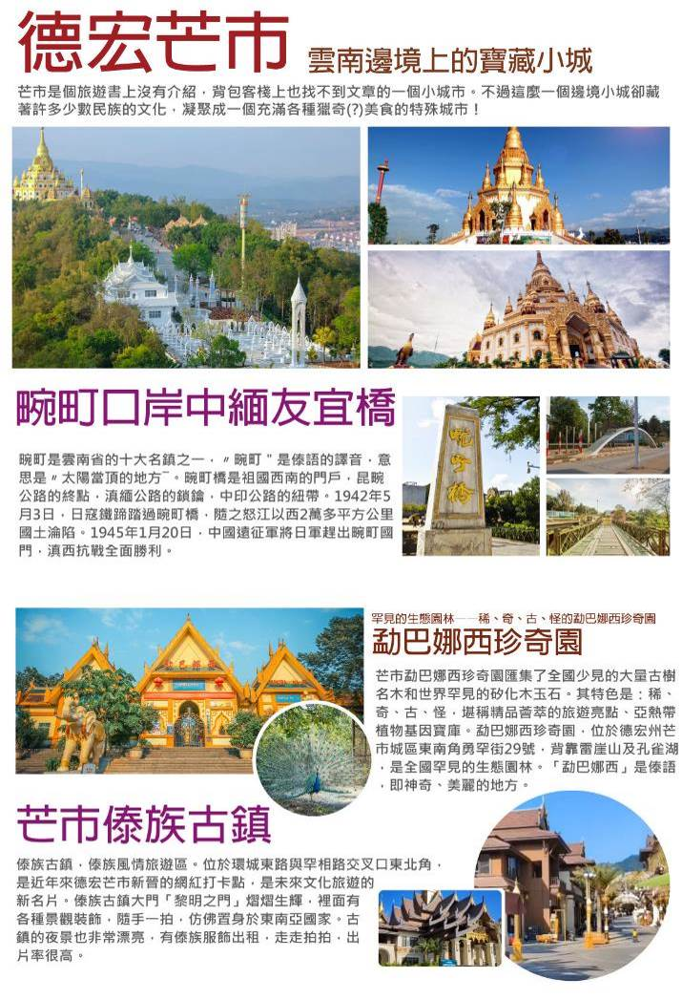 德宏芒市 雲南邊境上的寶藏小城
芒市是個旅遊書上沒有介紹，背包客棧上也找不到文章的一個小城市。不過這麼一個邊境小城卻藏
著許多少數民族的文化，凝聚成一個充滿各種獵奇(?)美食的特殊城市！
畹町口岸中緬友宜橋
畹町橋
畹町是雲南省的十大名鎮之一，〃畹町〞是傣語的譯音，意
思是〃太陽當頂的地方〞。畹町橋是祖國西南的門戶，昆畹
公路的終點，滇緬公路的鎖鑰，中印公路的紐帶。1942年5
月3日，日寇鐵蹄踏過畹町橋，隨之怒江以西2萬多平方公里
國土淪陷。1945年1月20日，中國遠征軍將日軍趕出畹町國
門，滇西抗戰全面勝利。
罕見的生態園林——稀、奇、古、怪的勐巴娜西珍奇園
勐巴娜西珍奇園
芒市勐巴娜西珍奇園匯集了全國少見的大量古樹
名木和世界罕見的矽化木玉石。其特色是：稀、
奇、古、怪，堪稱精品薈萃的旅遊亮點、亞熱帶
植物基因寶庫。勐巴娜西珍奇園，位於德宏州芒
市城區東南角勇罕街29號，背靠雷崖山及孔雀湖
，是全國罕見的生態園林。「勐巴娜西」是傣語
，即神奇、美麗的地方。
芒市傣族古鎮
傣族古鎮，傣族風情旅遊區。位於環城東路與罕相路交叉口東北角，
是近年來德宏芒市新晉的網紅打卡點，是未來文化旅遊的
新名片。傣族古鎮大門「黎明之門」熠熠生輝，裡面有
各種景觀裝飾，隨手一拍，仿佛置身於東南亞國家。古
鎮的夜景也非常漂亮，有傣族服飾出租，走走拍拍，出
片率很高。